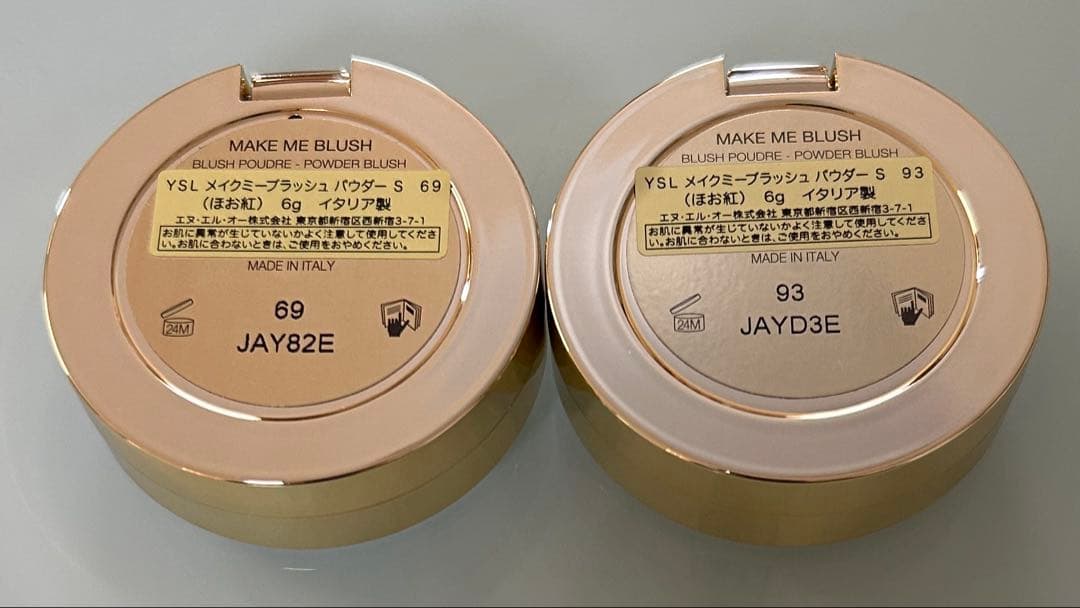 MAKE ME BLUSH
BLUSH POUDRE - POWDER BLUSH
YSL メイクミーブラッシュ パウダー S 69
(ほお紅) 6g イタリア製
エヌ・エル・オー株式会社 東京都新宿区西新宿3-7-1
お肌に異常が生じていないかよく注意して使用してくださ
い。お肌に合わないときは、ご使用をおやめください。
MADE IN ITALY
24M
69
JAY82E
MAKE ME BLUSH
BLUSH POUDRE - POWDER BLUSH
YSL メイクミーブラッシュ パウダー S 93
(ほお紅) 6g イタリア製
エヌ・エル・オー株式会社 東京都新宿区西新宿3-7-1
お肌に異常が生じていないかよく注意して使用してくださ
い。お肌に合わないときは、ご使用をおやめください。
MADE IN ITALY
24M
93
JAYD3E